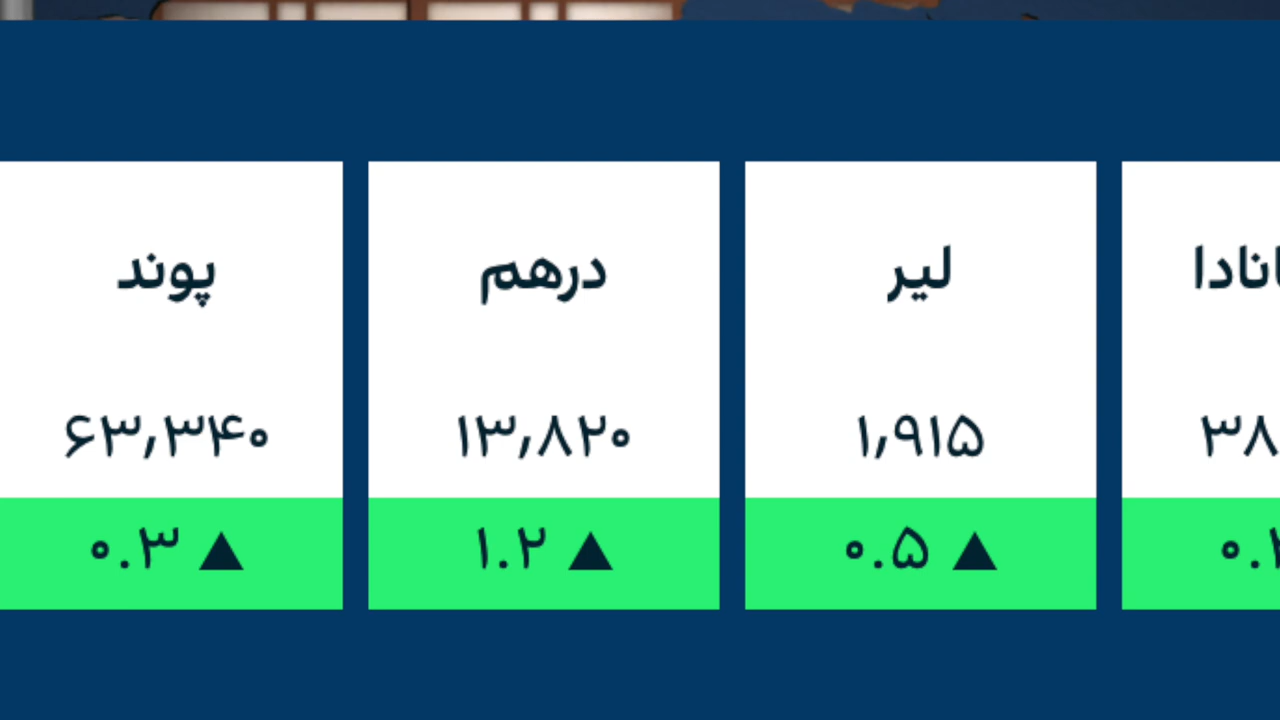 لیر
۱,۹۱۵
۰.۵ ▲
درهم
۱۳,۸۲۰
۱.۲ ▲
پوند
۶۳,۳۴۰
۰.۳ ▲